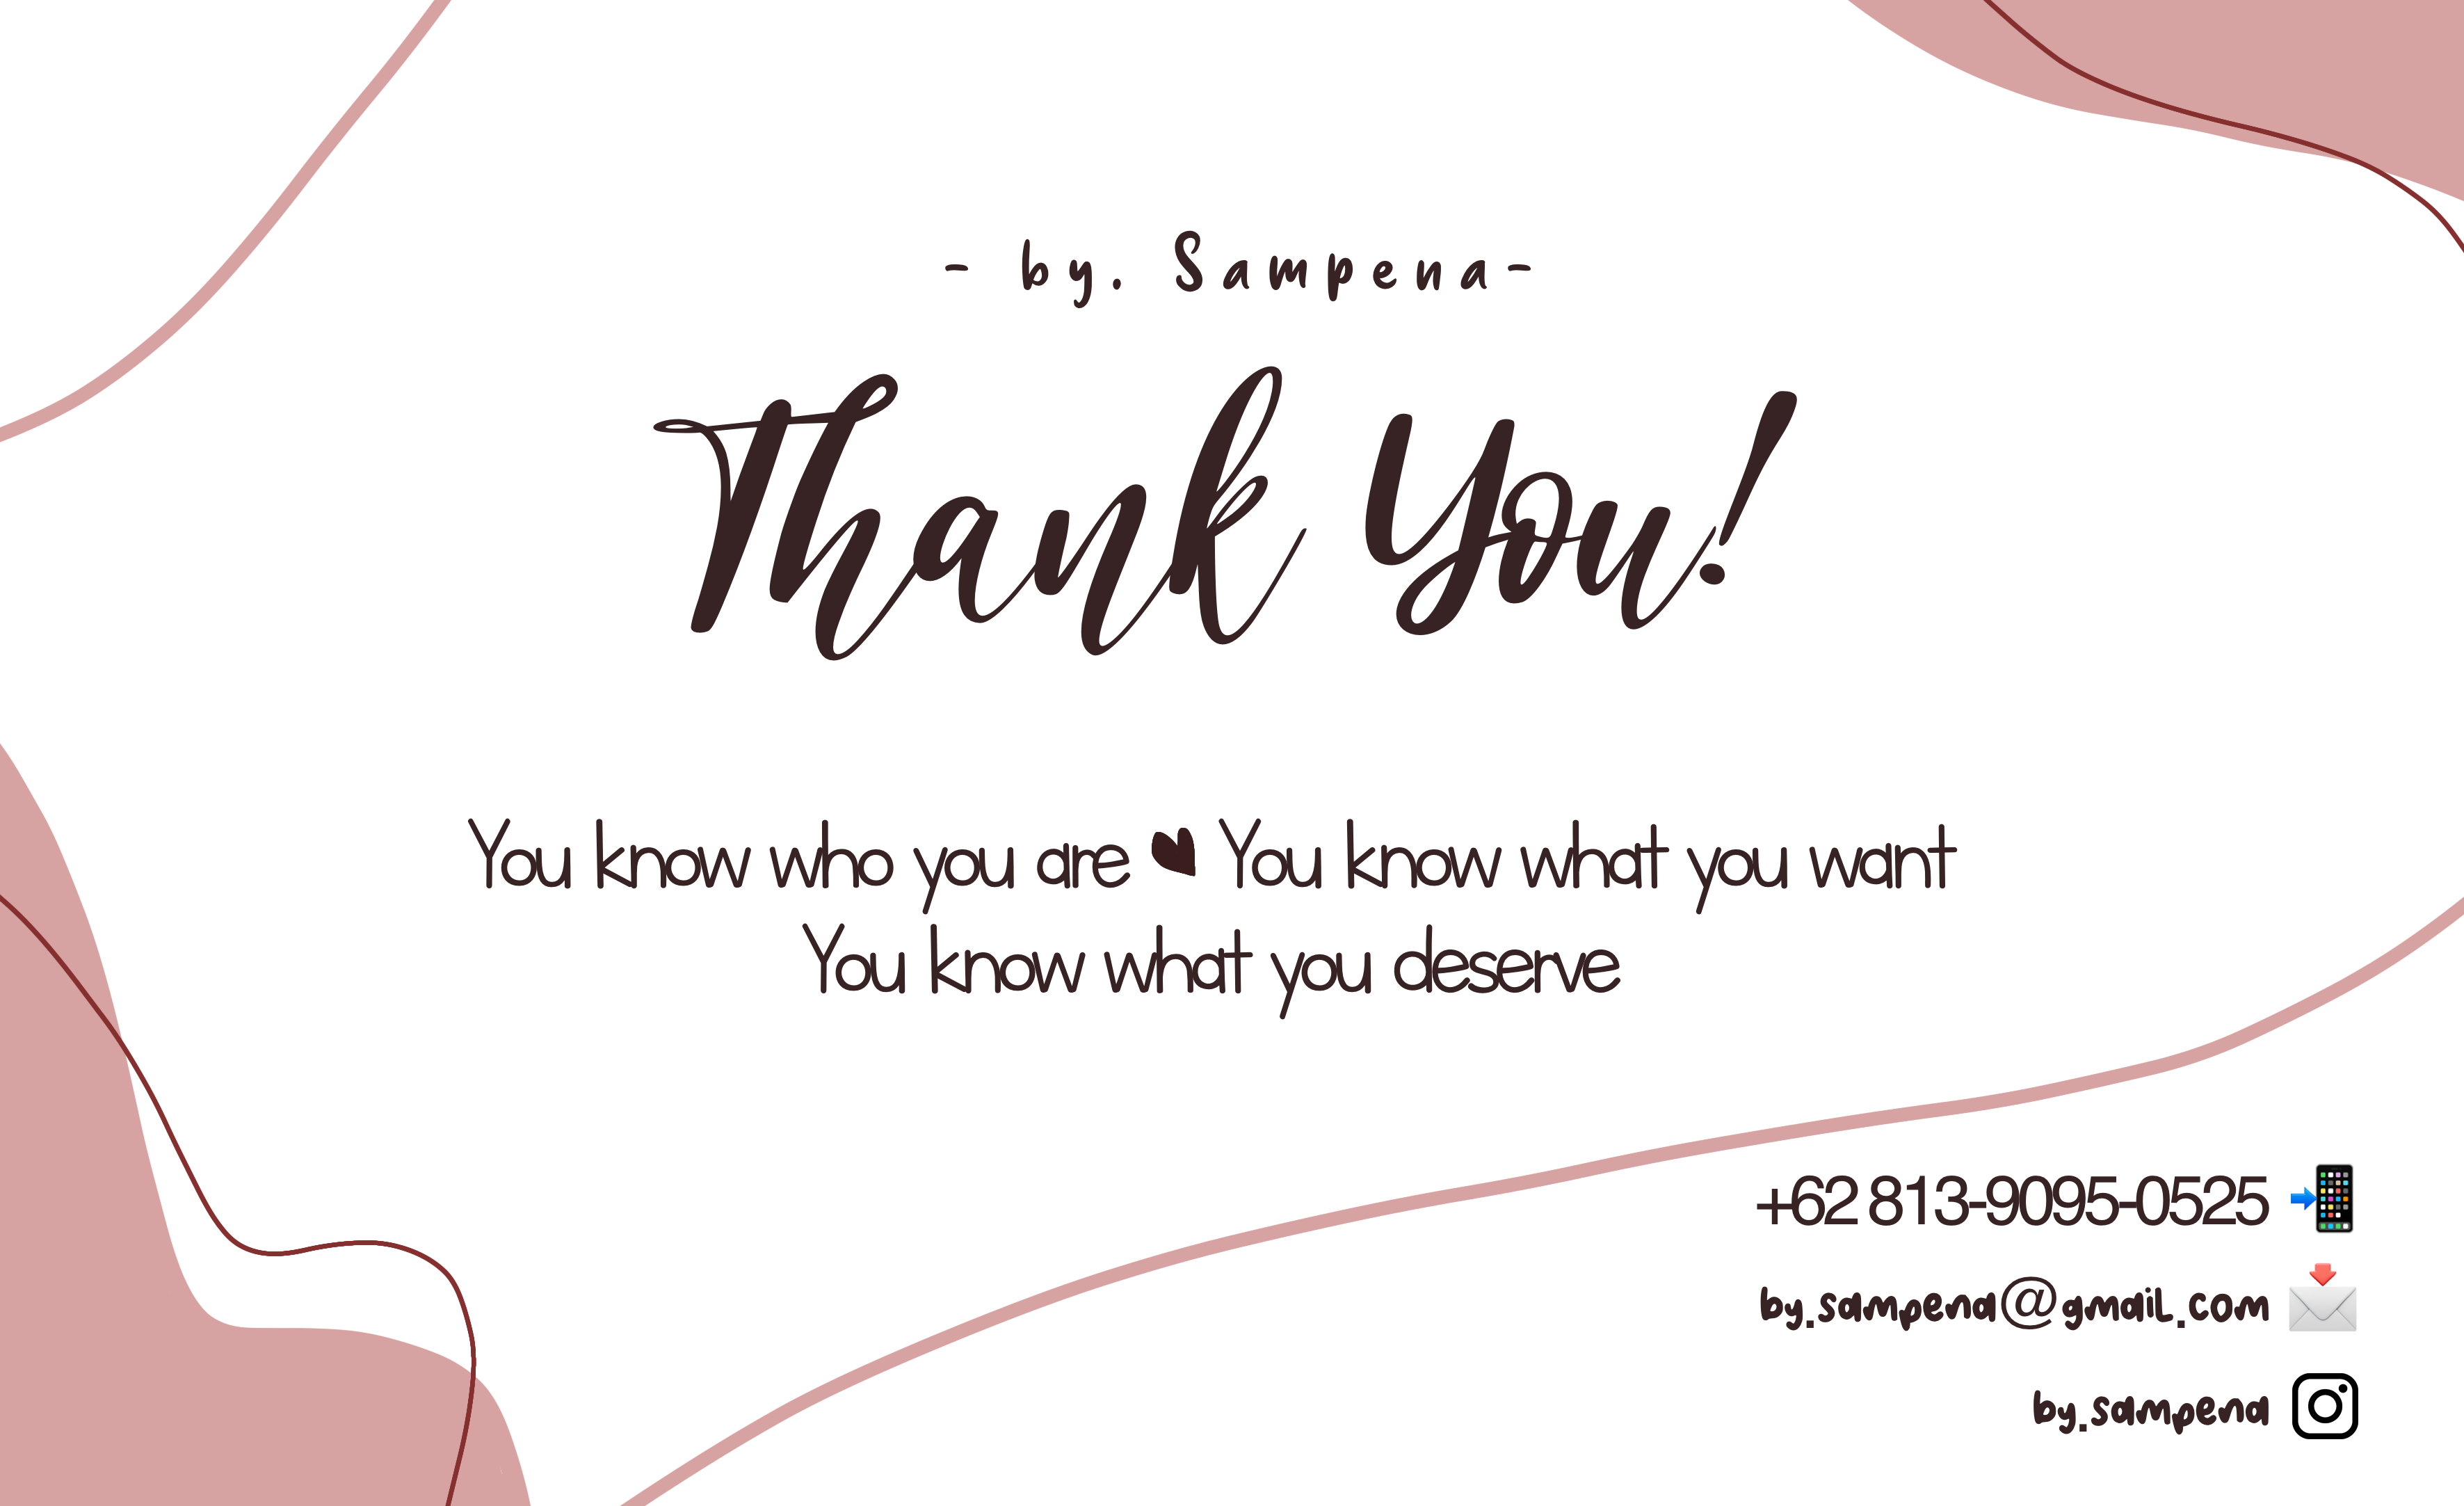 - by. Sampena-
Thank You!
You know who you are ♥ You know what you want
You know what you deserve
+62 813-9095-0525
by.sampena@gmail.com
by.sampena